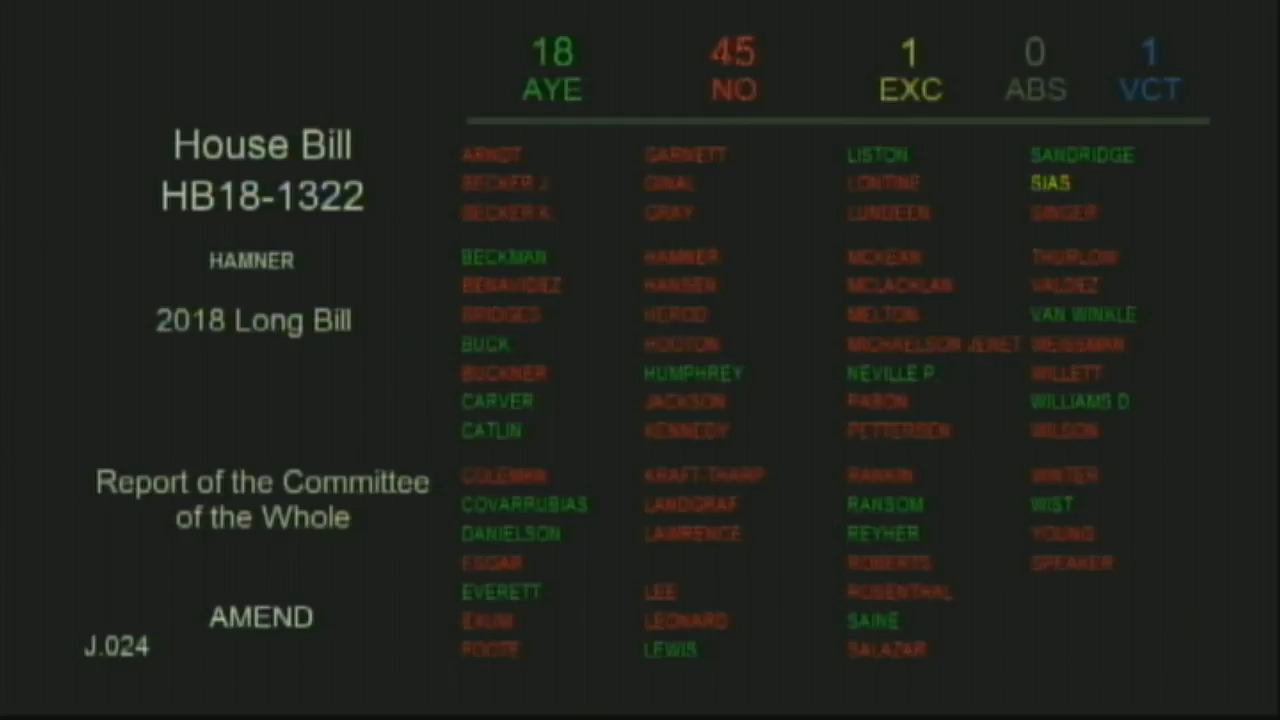 18 45 1 0 1
AYE NO EXC ABS VCT
House Bill
HB18-1322
HAMNER
2018 Long Bill
Report of the Committee
of the Whole
AMEND
J.024
ARNDT GARNETT LISTON SANDRIDGE
BECKER J. GINAL LONTINE SIAS
BECKER K. GRAY LUNDEEN SINGER
BECKMAN HAMNER MCKEAN THURLOW
BENAVIDEZ HANSEN MCLACHLAN VALDEZ
BRIDGES HEROD MELTON VAN WINKLE
BUCK HOOTON MICHAELSON JENET WEISSMAN
BUCKNER HUMPHREY NEVILLE P. WILLETT
CARVER JACKSON PABON WILLIAMS D.
CATLIN KENNEDY PETTERSEN WILSON
COLEMAN KRAFT-THARP RANKIN WINTER
COVARRUBIAS LANDGRAF RANSOM WIST
DANIELSON LAWRENCE REYHER YOUNG
ESGAR ROBERTS SPEAKER
EVERETT LEE ROSENTHAL
EXUM LEONARD SAINE
FOOTE LEWIS SALAZAR